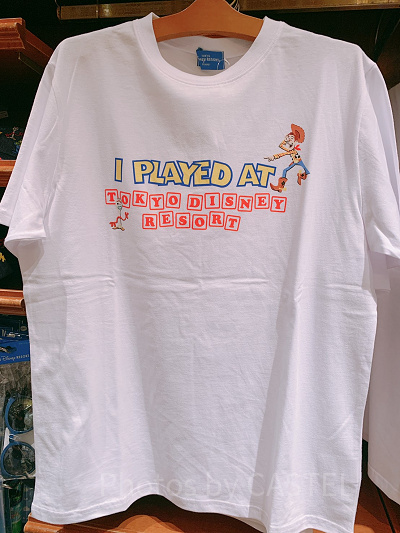 I PLAYED AT
TOKYO DISNEY
RESORT
Photos by CASTEL